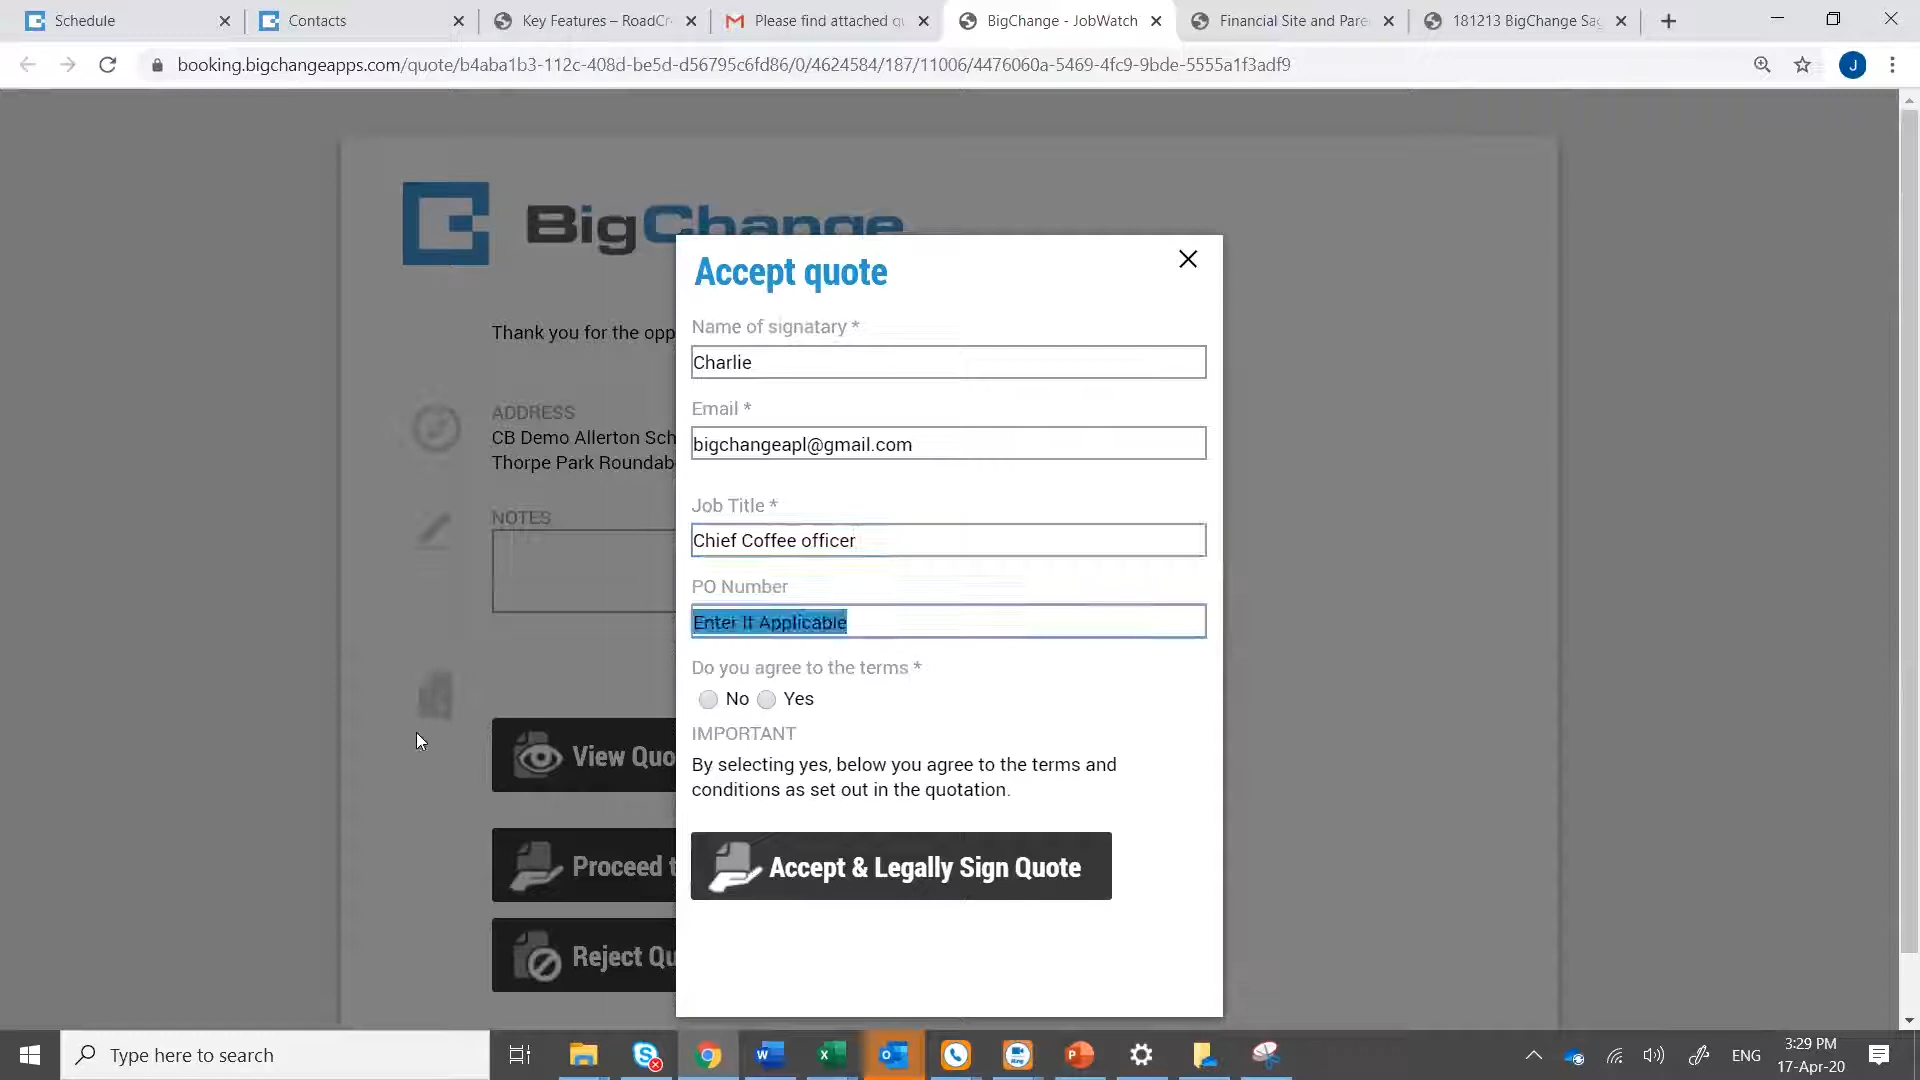 Schedule
Contacts
Key Features – RoadCr
Please find attached qu
BigChange - JobWatch
Financial Site and Pare
181213 BigChange Sag
booking.bigchangeapps.com/quote/b4aba1b3-112c-408d-be5d-d56795c6fd86/0/4624584/187/11006/4476060a-5469-4fc9-9bde-5555a1f3adf9
J
BigChange
Accept quote
Thank you for the opp
Name of signatary *
Charlie
Email *
bigchangeapl@gmail.com
ADDRESS
CB Demo Allerton Sch
Thorpe Park Roundab
Job Title *
Chief Coffee officer
NOTES
PO Number
Enter It Applicable
Do you agree to the terms *
No Yes
IMPORTANT
By selecting yes, below you agree to the terms and
conditions as set out in the quotation.
View Quo
Proceed t
Accept & Legally Sign Quote
Reject Qu
Type here to search
ENG
3:29 PM
17-Apr-20